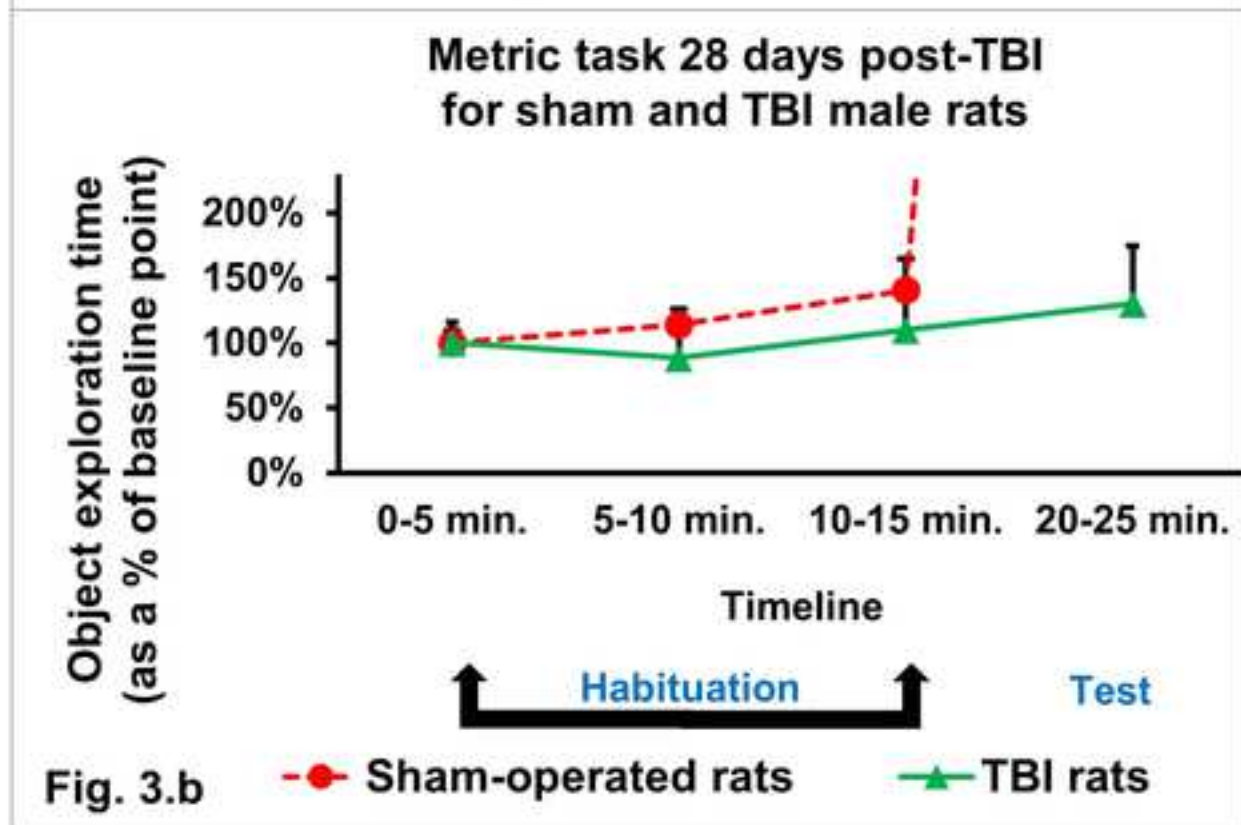 Metric task 28 days post-TBI
for sham and TBI male rats
Object exploration time
(as a % of baseline point)
200%
150%
100%
50%
0%
0-5 min. 5-10 min. 10-15 min. 20-25 min.
Timeline
Habituation Test
Fig. 3.b Sham-operated rats TBI rats